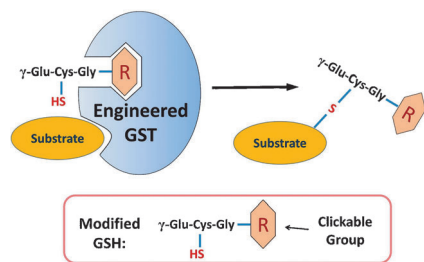 γ-Glu-Cys-Gly
R
HS
Engineered
GST
Substrate
γ-Glu-Cys-Gly
S
R
Substrate
Modified
GSH:
γ-Glu-Cys-Gly
R
HS
Clickable
Group